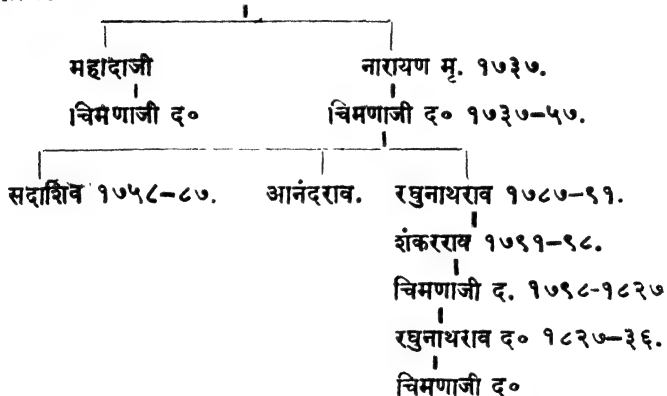 महादाजी नारायण मृ. १७३७.
चिमणाजी द० चिमणाजी द० १७३७–५७.
सदाशिव १७५८–८७. आनंदराव. रघुनाथराव १७८७–९१.
शंकरराव १७९१–९८.
चिमणाजी द. १७९८-१८२७
रघुनाथराव द० १८२७–३६.
चिमणाजी द०